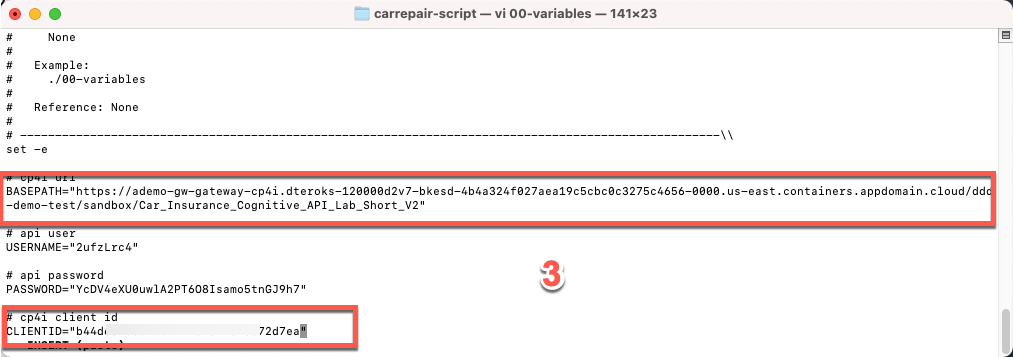 carrepair-script — vi 00-variables — 141×23
#     None
#
#   Example:
#     ./00-variables
#
#   Reference: None
#
# ----------------------------------------------------------------------------------------------------\\
set -e
# cp4i url
BASEPATH="https://ademo-gw-gateway-cp4i.dteroks-120000d2v7-bkesd-4b4a324f027aea19c5cbc0c3275c4656-0000.us-east.containers.appdomain.cloud/ddd
-demo-test/sandbox/Car_Insurance_Cognitive_API_Lab_Short_V2"
# api user
USERNAME="2ufzLrc4"
# api password
PASSWORD="YcDV4eXU0uwlA2PT6O8Isamo5tnGJ9h7"
3
# cp4i client id
CLIENTID="b44d 72d7ea"
-- INSERT (paste) --